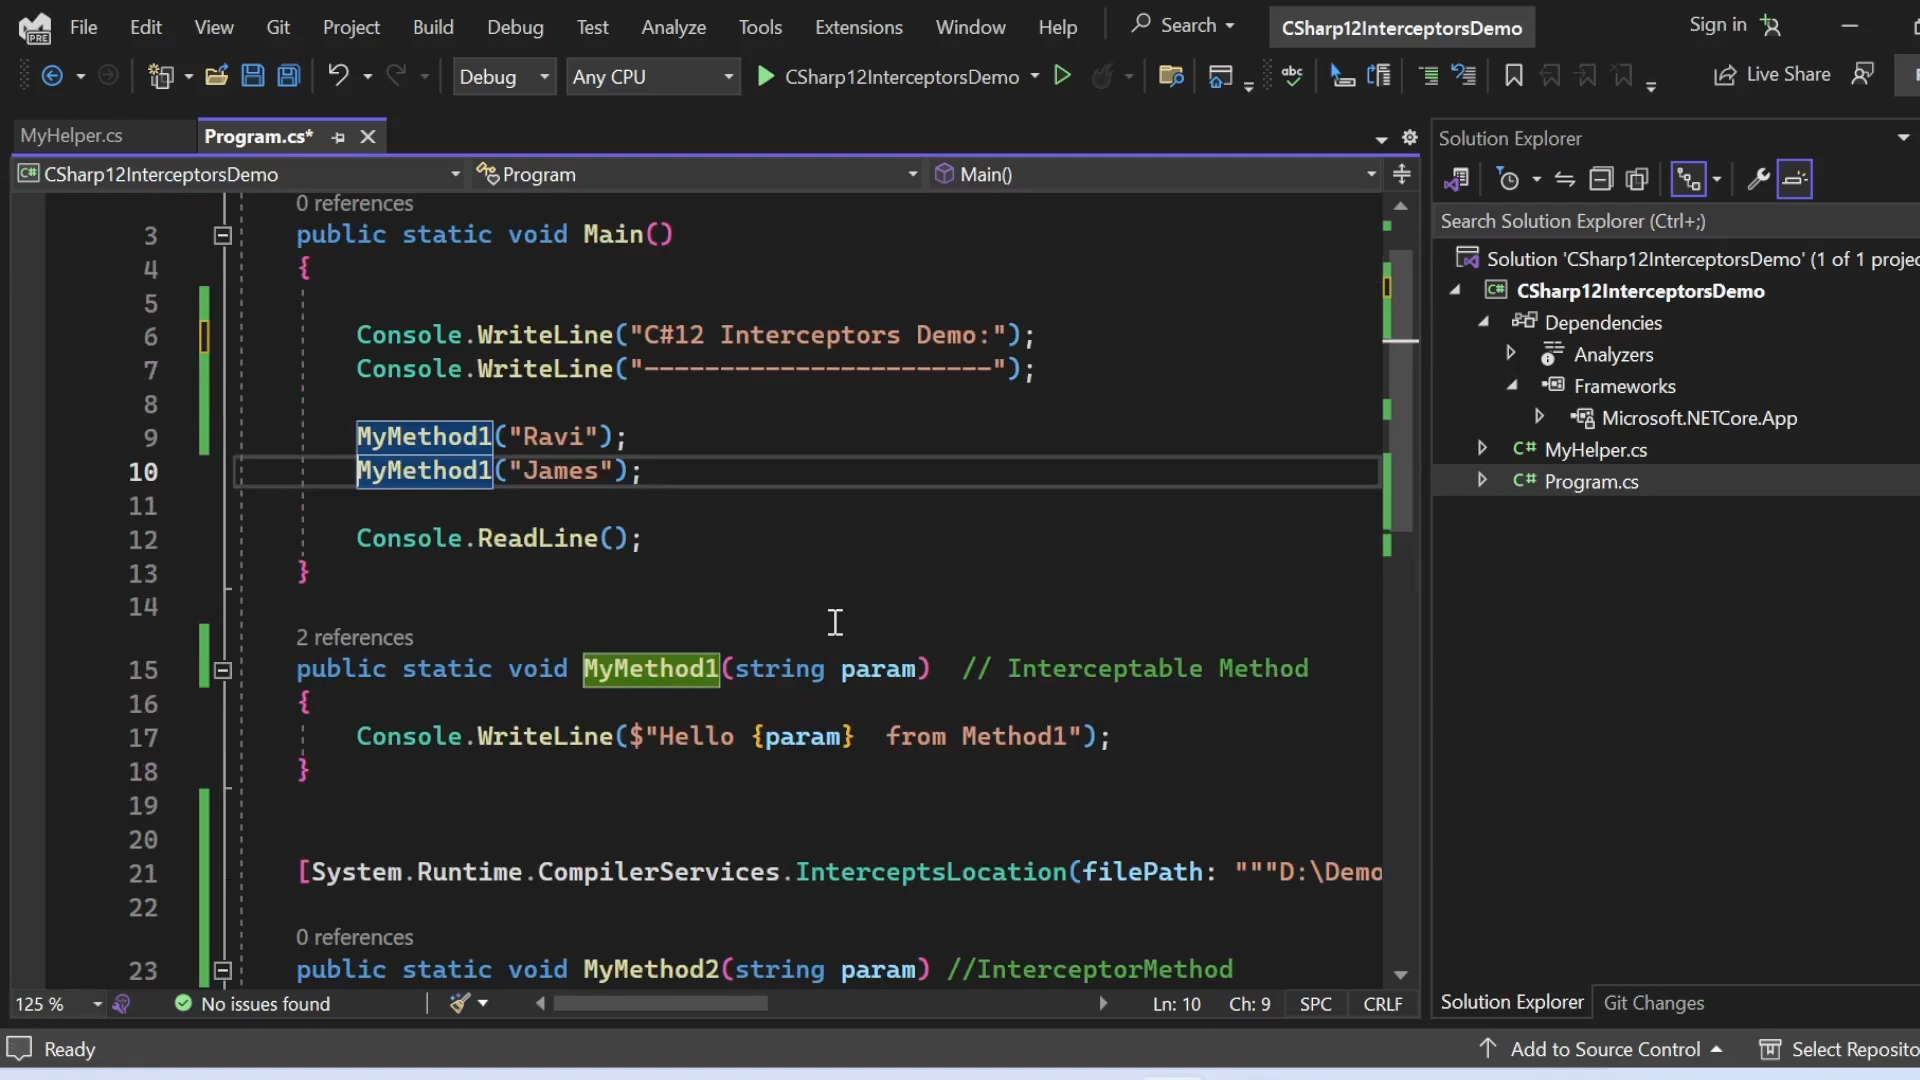 File Edit View Git Project Build Debug Test Analyze Tools Extensions Window Help Search CSharp12InterceptorsDemo Sign in
PRE
Debug Any CPU CSharp12InterceptorsDemo abc Live Share
MyHelper.cs Program.cs*
C# CSharp12InterceptorsDemo Program Main()
0 references
3 public static void Main()
4 {
5
6 Console.WriteLine("C#12 Interceptors Demo:");
7 Console.WriteLine("-----------------------");
8
9 MyMethod1("Ravi");
10 MyMethod1("James");
11
12 Console.ReadLine();
13 }
14
2 references
15 public static void MyMethod1(string param)  // Interceptable Method
16 {
17 Console.WriteLine($"Hello {param}  from Method1");
18 }
19
20
21 [System.Runtime.CompilerServices.InterceptsLocation(filePath: """D:\Demo
22
0 references
23 public static void MyMethod2(string param) //InterceptorMethod
125 % No issues found Ln: 10 Ch: 9 SPC CRLF
Solution Explorer
Search Solution Explorer (Ctrl+;)
Solution 'CSharp12InterceptorsDemo' (1 of 1 projec
C# CSharp12InterceptorsDemo
Dependencies
Analyzers
Frameworks
Microsoft.NETCore.App
C# MyHelper.cs
C# Program.cs
Solution Explorer Git Changes
Ready Add to Source Control Select Reposito